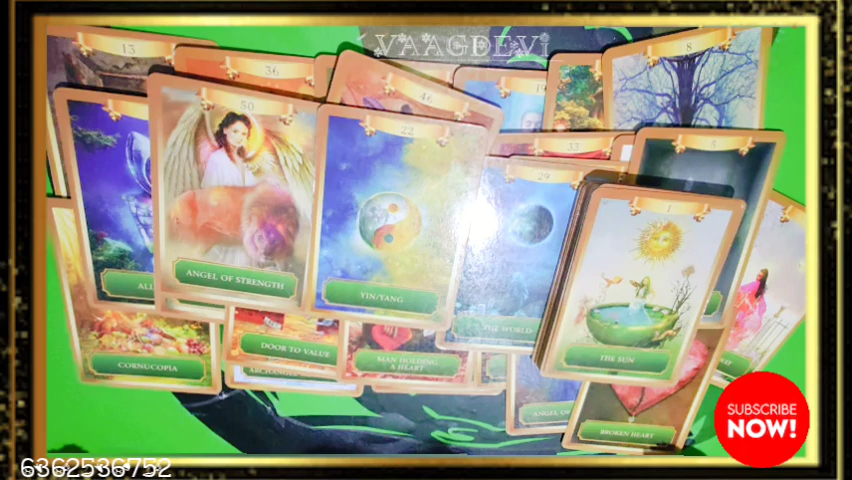 VAAGDEVi
13
36
46
19
8
50
22
33
5
29
1
ANGEL OF STRENGTH
YIN/YANG
THE WORLD
THE SUN
CORNUCOPIA
DOOR TO VALUE
MAN HOLDING
A HEART
BROKEN HEART
SUBSCRIBE
NOW!
6362536752